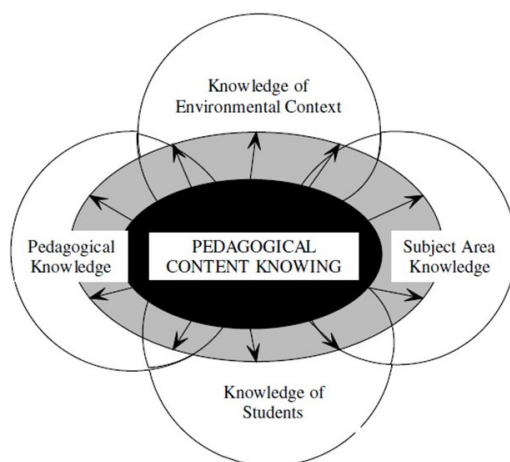 Knowledge of
Environmental Context
Pedagogical
Knowledge
PEDAGOGICAL
CONTENT KNOWING
Subject Area
Knowledge
Knowledge of
Students